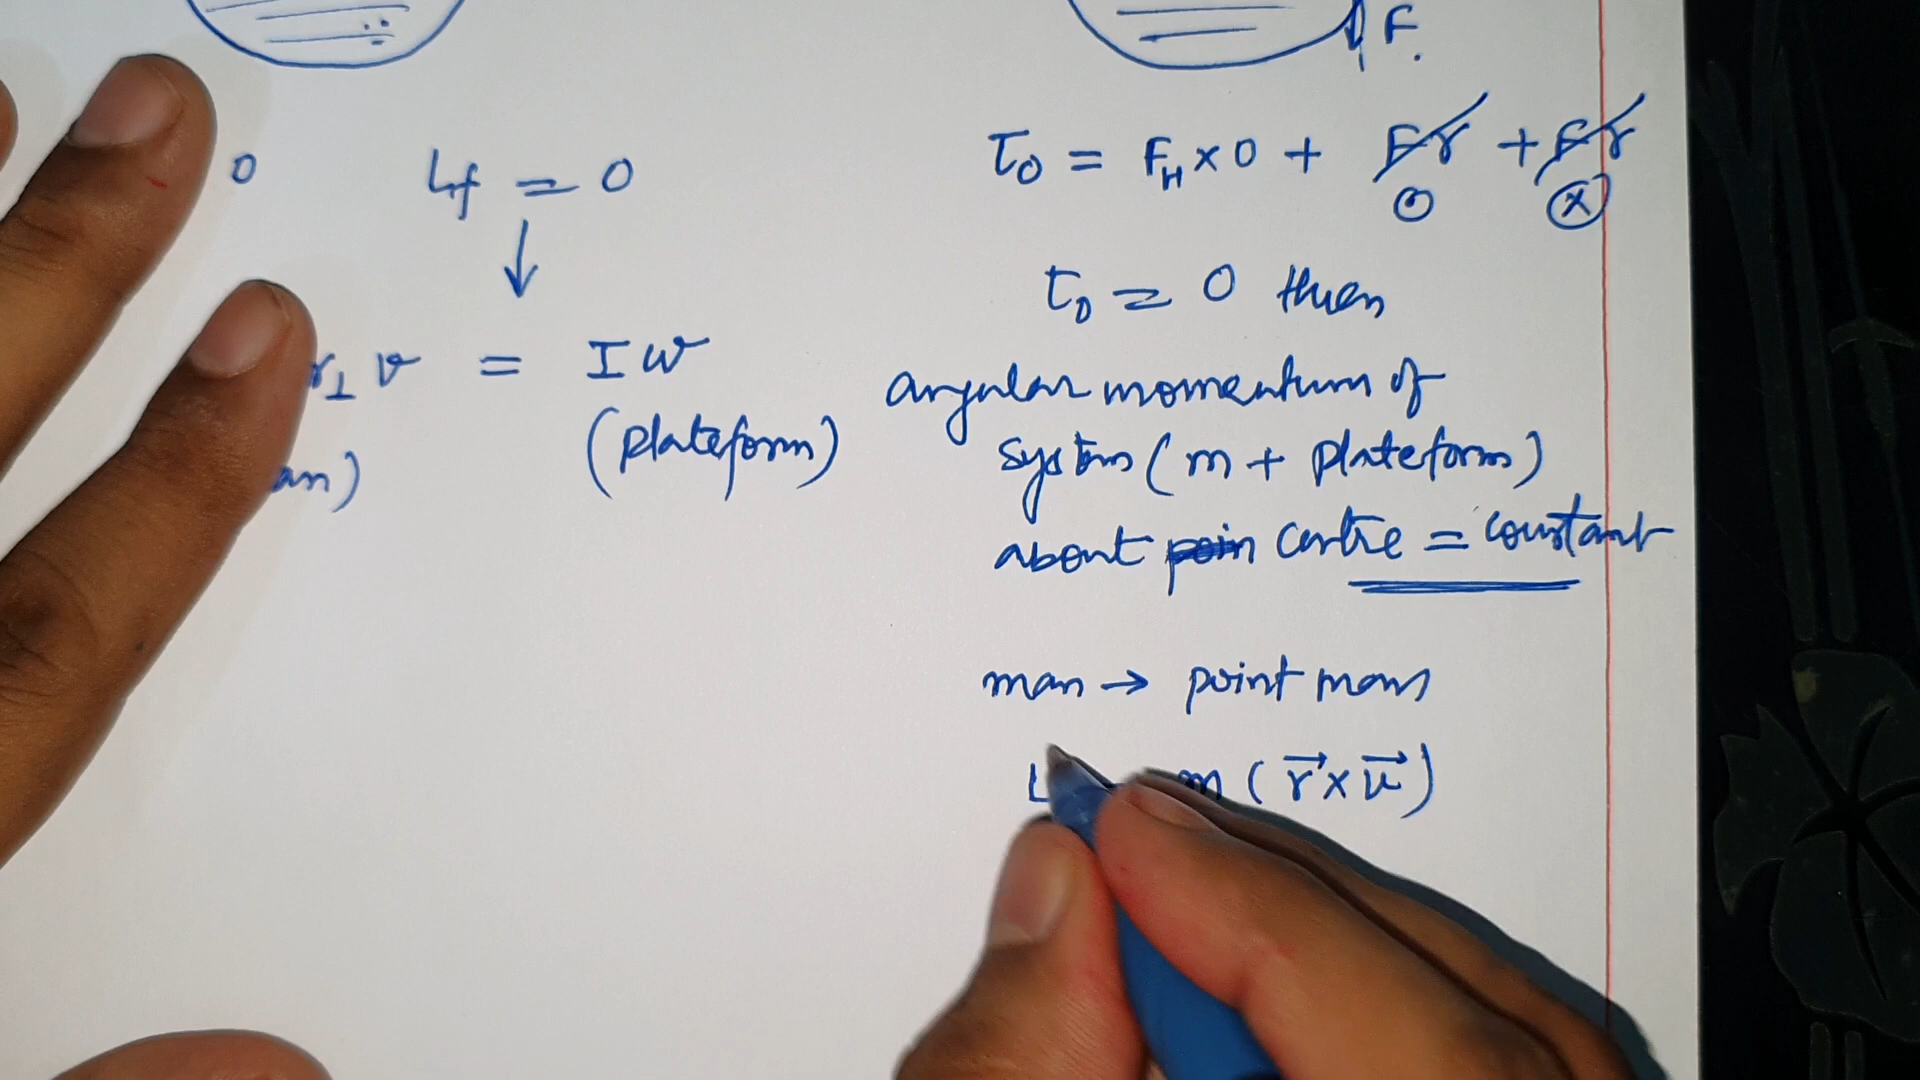 F.
0 Lf = 0
↓
r⊥ v = Iω
an) (plateform)
τ₀ = F_H × 0 + Fr + Fr
⊙ ⊗
τ₀ = 0 then
angular momentum of
system (m + plateform)
about poin centre = constant
man → point mass
L m (r⃗ × v⃗)